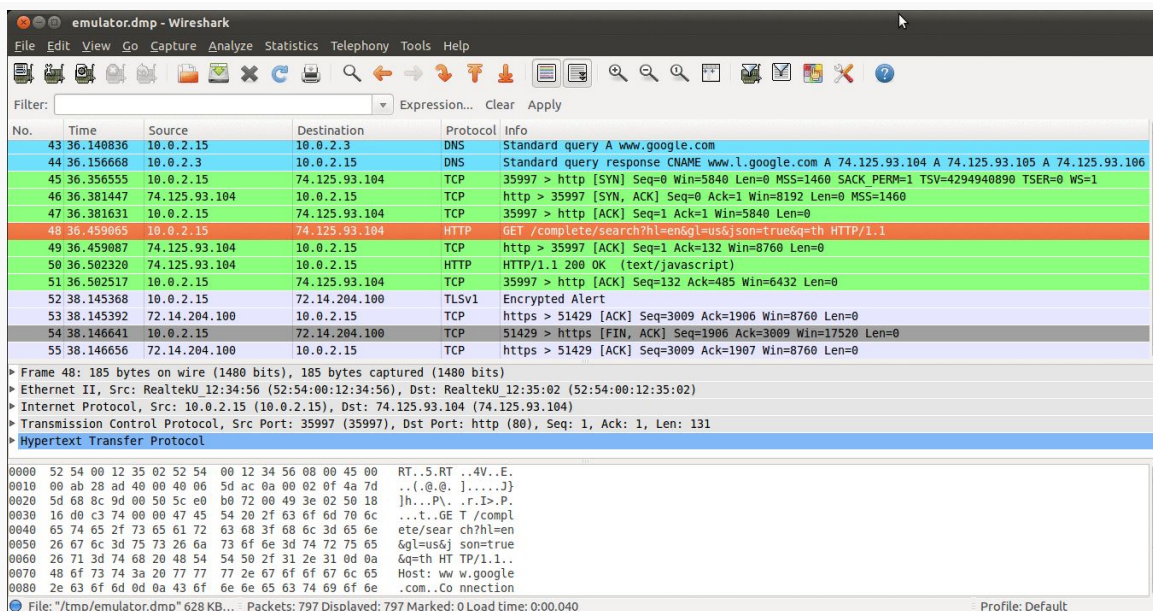 emulator.dmp - Wireshark
File Edit View Go Capture Analyze Statistics Telephony Tools Help
Filter: Expression... Clear Apply
No. Time Source Destination Protocol Info
43 36.140836 10.0.2.15 10.0.2.3 DNS Standard query A www.google.com
44 36.156668 10.0.2.3 10.0.2.15 DNS Standard query response CNAME www.l.google.com A 74.125.93.104 A 74.125.93.105 A 74.125.93.106
45 36.356555 10.0.2.15 74.125.93.104 TCP 35997 > http [SYN] Seq=0 Win=5840 Len=0 MSS=1460 SACK_PERM=1 TSV=4294940890 TSER=0 WS=1
46 36.381447 74.125.93.104 10.0.2.15 TCP http > 35997 [SYN, ACK] Seq=0 Ack=1 Win=8192 Len=0 MSS=1460
47 36.381631 10.0.2.15 74.125.93.104 TCP 35997 > http [ACK] Seq=1 Ack=1 Win=5840 Len=0
48 36.459065 10.0.2.15 74.125.93.104 HTTP GET /complete/search?hl=en&gl=us&json=true&q=th HTTP/1.1
49 36.459087 74.125.93.104 10.0.2.15 TCP http > 35997 [ACK] Seq=1 Ack=132 Win=8760 Len=0
50 36.502320 74.125.93.104 10.0.2.15 HTTP HTTP/1.1 200 OK (text/javascript)
51 36.502517 10.0.2.15 74.125.93.104 TCP 35997 > http [ACK] Seq=132 Ack=485 Win=6432 Len=0
52 38.145368 10.0.2.15 72.14.204.100 TLSv1 Encrypted Alert
53 38.145392 72.14.204.100 10.0.2.15 TCP https > 51429 [ACK] Seq=3009 Ack=1906 Win=8760 Len=0
54 38.146641 10.0.2.15 72.14.204.100 TCP 51429 > https [FIN, ACK] Seq=1906 Ack=3009 Win=17520 Len=0
55 38.146656 72.14.204.100 10.0.2.15 TCP https > 51429 [ACK] Seq=3009 Ack=1907 Win=8760 Len=0
Frame 48: 185 bytes on wire (1480 bits), 185 bytes captured (1480 bits)
Ethernet II, Src: RealtekU_12:34:56 (52:54:00:12:34:56), Dst: RealtekU_12:35:02 (52:54:00:12:35:02)
Internet Protocol, Src: 10.0.2.15 (10.0.2.15), Dst: 74.125.93.104 (74.125.93.104)
Transmission Control Protocol, Src Port: 35997 (35997), Dst Port: http (80), Seq: 1, Ack: 1, Len: 131
Hypertext Transfer Protocol
0000 52 54 00 12 35 02 52 54 00 12 34 56 08 00 45 00 RT..5.RT ..4V..E.
0010 00 ab 28 ad 40 00 40 06 5d ac 0a 00 02 0f 4a 7d ..(.@.@. ].....J}
0020 5d 68 8c 9d 00 50 5c e0 b0 72 00 49 3e 02 50 18 ]h...P\. .r.I>.P.
0030 16 d0 c3 74 00 00 47 45 54 20 2f 63 6f 6d 70 6c ...t..GE T /compl
0040 65 74 65 2f 73 65 61 72 63 68 3f 68 6c 3d 65 6e ete/sear ch?hl=en
0050 26 67 6c 3d 75 73 26 6a 73 6f 6e 3d 74 72 75 65 &gl=us&j son=true
0060 26 71 3d 74 68 20 48 54 54 50 2f 31 2e 31 0d 0a &q=th HT TP/1.1..
0070 48 6f 73 74 3a 20 77 77 77 2e 67 6f 6f 67 6c 65 Host: ww w.google
0080 2e 63 6f 6d 0d 0a 43 6f 6e 6e 65 63 74 69 6f 6e .com..Co nnection
File: "/tmp/emulator.dmp" 628 KB... Packets: 797 Displayed: 797 Marked: 0 Load time: 0:00.040 Profile: Default